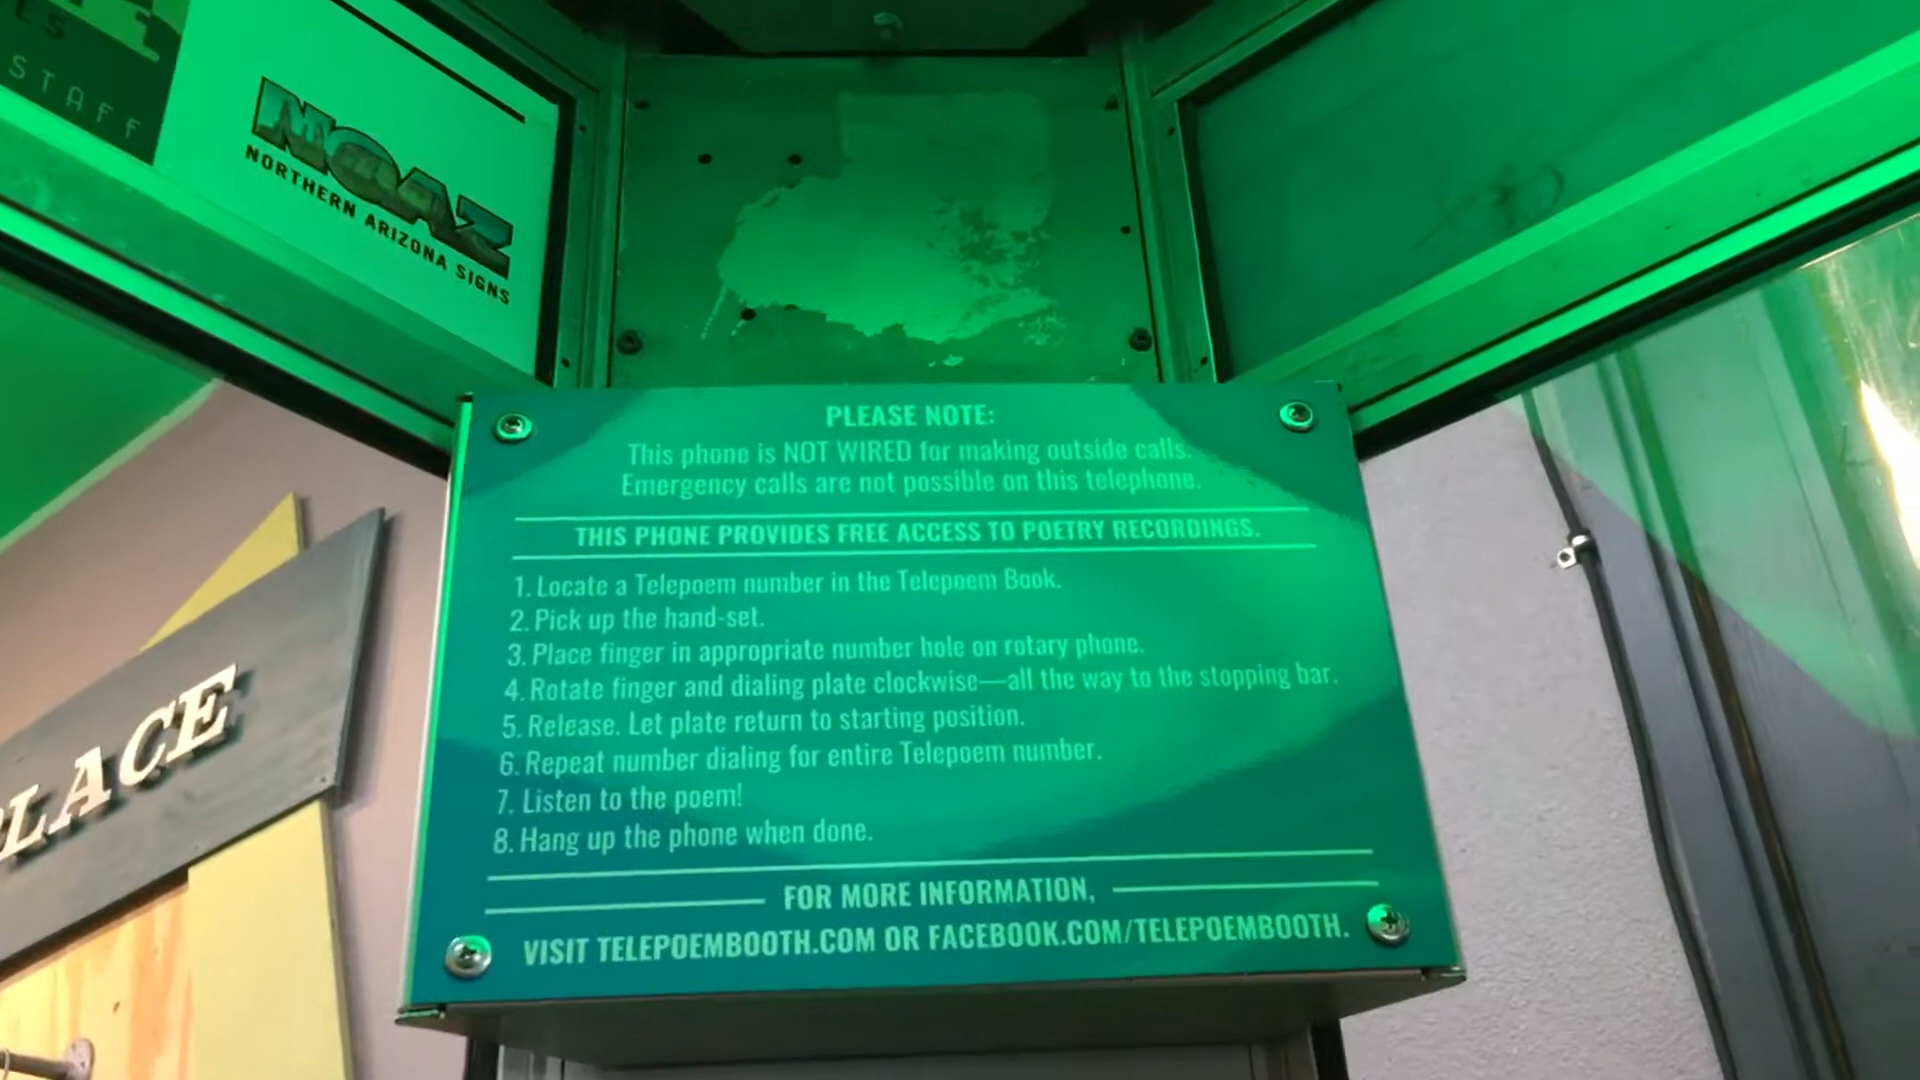 ES
STAFF
NOAZ
NORTHERN ARIZONA SIGNS
PLEASE NOTE:
This phone is NOT WIRED for making outside calls.
Emergency calls are not possible on this telephone.
THIS PHONE PROVIDES FREE ACCESS TO POETRY RECORDINGS.
1. Locate a Telepoem number in the Telepoem Book.
2. Pick up the hand-set.
3. Place finger in appropriate number hole on rotary phone.
4. Rotate finger and dialing plate clockwise—all the way to the stopping bar.
5. Release. Let plate return to starting position.
6. Repeat number dialing for entire Telepoem number.
7. Listen to the poem!
8. Hang up the phone when done.
FOR MORE INFORMATION,
VISIT TELEPOEMBOOTH.COM OR FACEBOOK.COM/TELEPOEMBOOTH.
PLACE